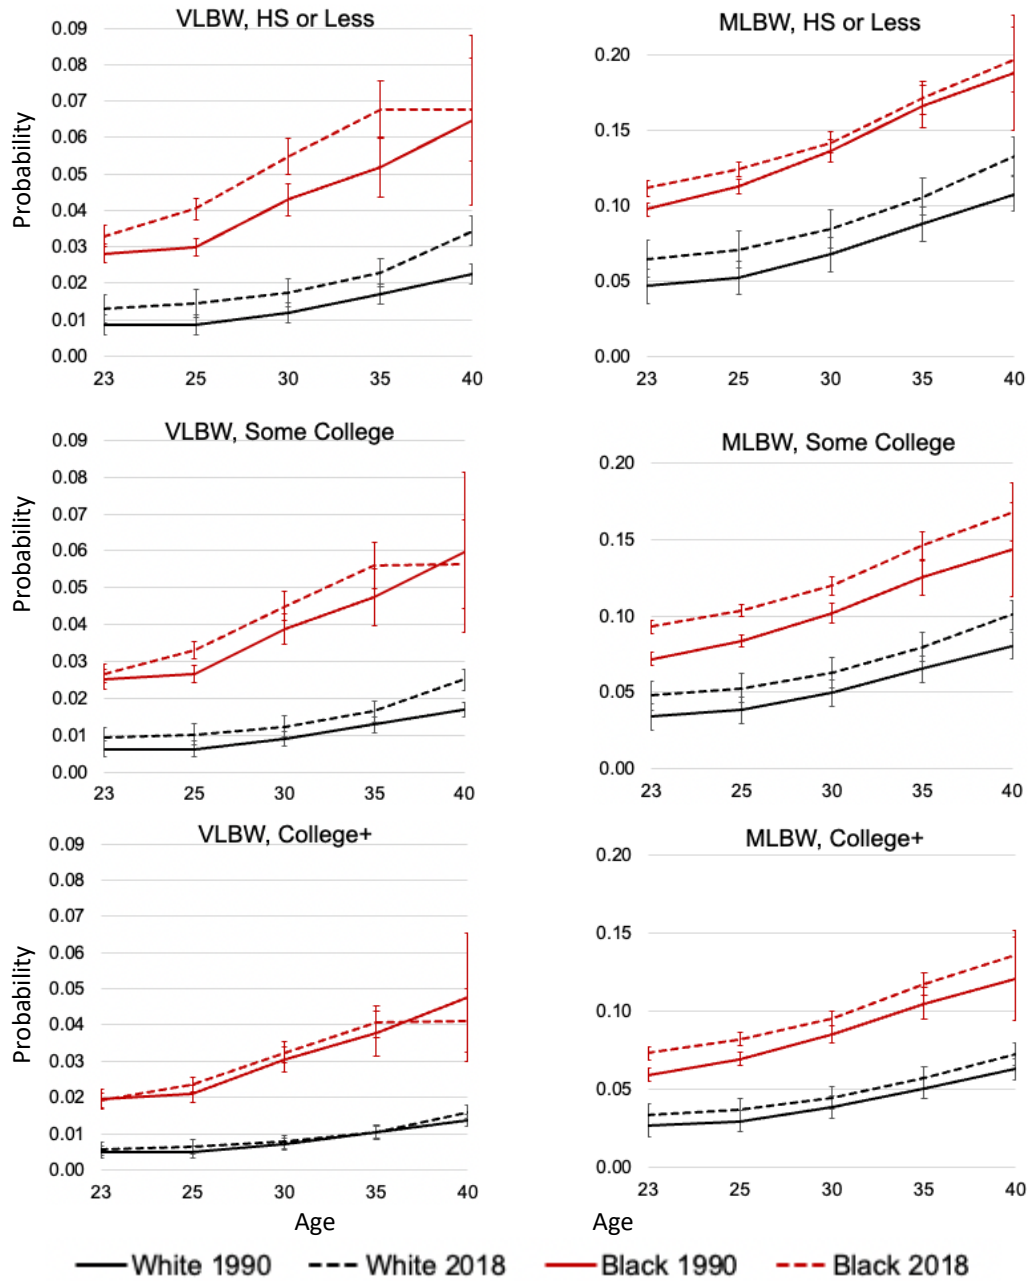 VLBW, HS or Less
0.09
0.08
0.07
0.06
0.05
0.04
0.03
0.02
0.01
0.00
Probability
23 25 30 35 40
MLBW, HS or Less
0.20
0.15
0.10
0.05
0.00
23 25 30 35 40
VLBW, Some College
0.09
0.08
0.07
0.06
0.05
0.04
0.03
0.02
0.01
0.00
Probability
23 25 30 35 40
MLBW, Some College
0.20
0.15
0.10
0.05
0.00
23 25 30 35 40
VLBW, College+
0.09
0.08
0.07
0.06
0.05
0.04
0.03
0.02
0.01
0.00
Probability
23 25 30 35 40
Age
MLBW, College+
0.20
0.15
0.10
0.05
0.00
23 25 30 35 40
Age
White 1990 White 2018 Black 1990 Black 2018